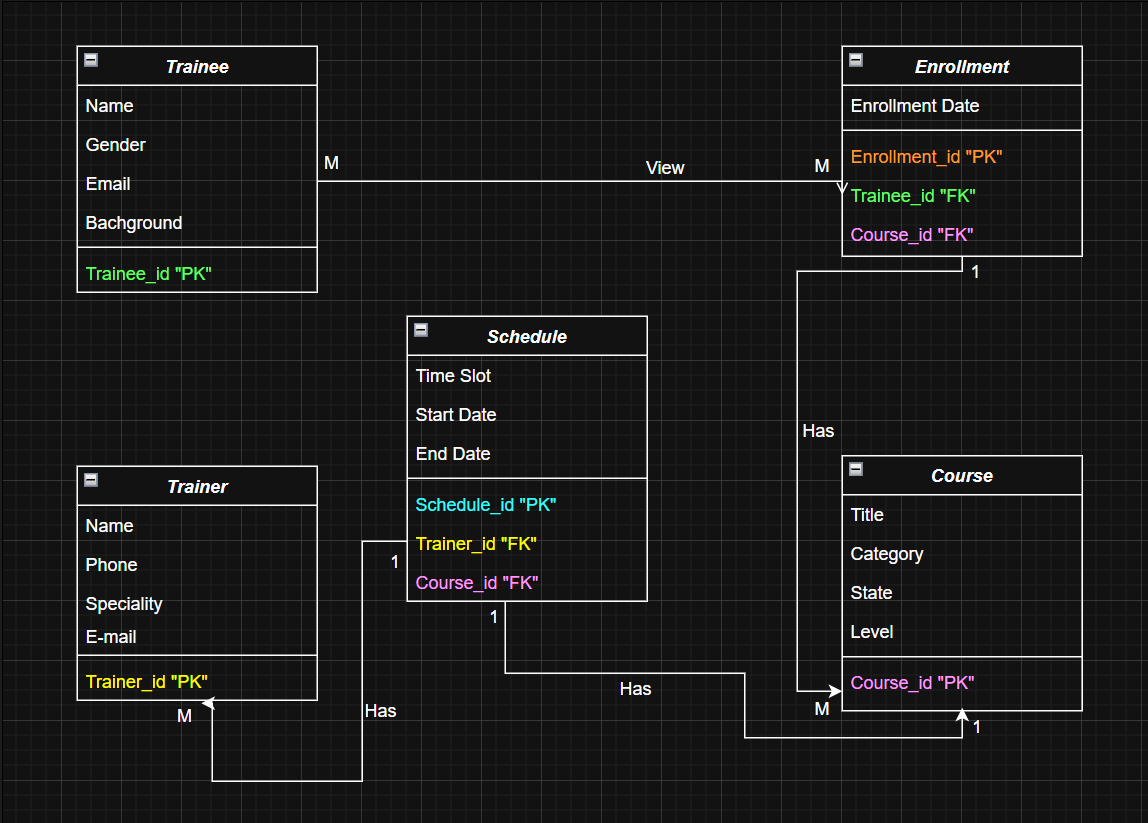 Trainee
Name
Gender
Email
Bachground
Trainee_id "PK"
M
View
M
Enrollment
Enrollment Date
Enrollment_id "PK"
Trainee_id "FK"
Course_id "FK"
1
Schedule
Time Slot
Start Date
End Date
Schedule_id "PK"
Trainer_id "FK"
Course_id "FK"
1
1
Has
Trainer
Name
Phone
Speciality
E-mail
Trainer_id "PK"
M
Has
Has
Course
Title
Category
State
Level
Course_id "PK"
M
1